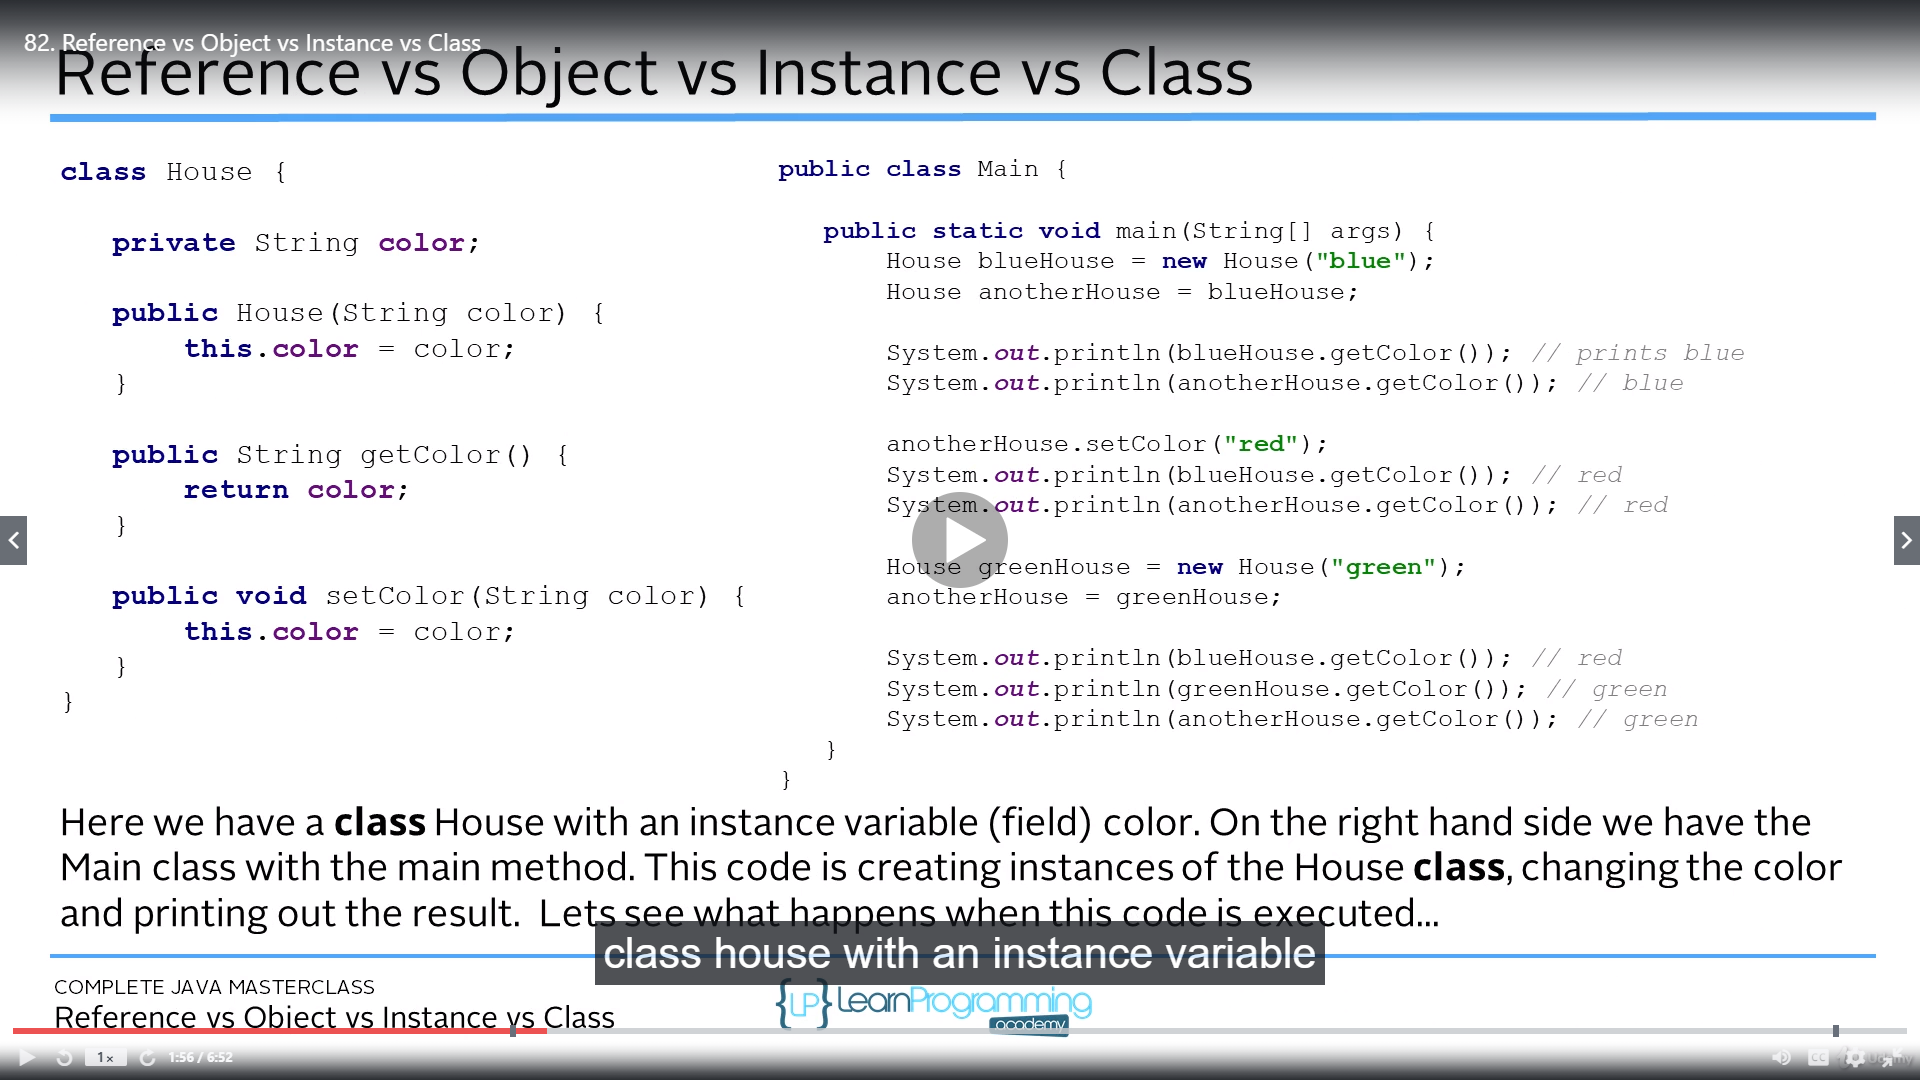 82. Reference vs Object vs Instance vs Class
Reference vs Object vs Instance vs Class
class House {
private String color;
public House(String color) {
this.color = color;
}
public String getColor() {
return color;
}
public void setColor(String color) {
this.color = color;
}
}
public class Main {
public static void main(String[] args) {
House blueHouse = new House("blue");
House anotherHouse = blueHouse;
System.out.println(blueHouse.getColor()); // prints blue
System.out.println(anotherHouse.getColor()); // blue
anotherHouse.setColor("red");
System.out.println(blueHouse.getColor()); // red
System.out.println(anotherHouse.getColor()); // red
House greenHouse = new House("green");
anotherHouse = greenHouse;
System.out.println(blueHouse.getColor()); // red
System.out.println(greenHouse.getColor()); // green
System.out.println(anotherHouse.getColor()); // green
}
}
Here we have a class House with an instance variable (field) color. On the right hand side we have the
Main class with the main method. This code is creating instances of the House class, changing the color
and printing out the result. Lets see what happens when this code is executed...
class house with an instance variable
COMPLETE JAVA MASTERCLASS
Reference vs Object vs Instance vs Class
{LP} LearnProgramming
academy
1x
1:56 / 6:52
CC
Udemy